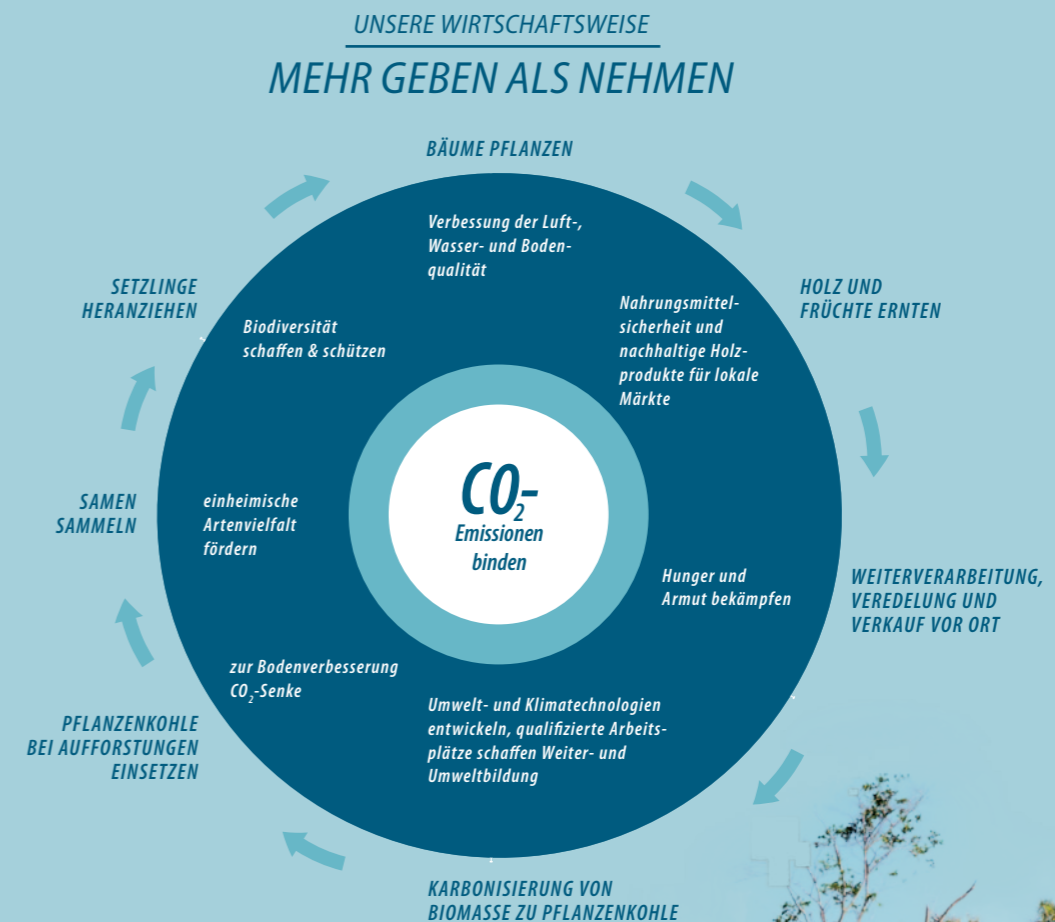 UNSERE WIRTSCHAFTSWEISE
MEHR GEBEN ALS NEHMEN
BÄUME PFLANZEN
Verbessung der Luft-,
Wasser- und Boden-
qualität
HOLZ UND
FRÜCHTE ERNTEN
Nahrungsmittel-
sicherheit und
nachhaltige Holz-
produkte für lokale
Märkte
WEITERVERARBEITUNG,
VEREDELUNG UND
VERKAUF VOR ORT
Hunger und
Armut bekämpfen
KARBONISIERUNG VON
BIOMASSE ZU PFLANZENKOHLE
Umwelt- und Klimatechnologien
entwickeln, qualifizierte Arbeits-
plätze schaffen Weiter- und
Umweltbildung
PFLANZENKOHLE
BEI AUFFORSTUNGEN
EINSETZEN
zur Bodenverbesserung
CO₂-Senke
SAMEN
SAMMELN
einheimische
Artenvielfalt
fördern
SETZLINGE
HERANZIEHEN
Biodiversität
schaffen & schützen
CO₂-
Emissionen
binden